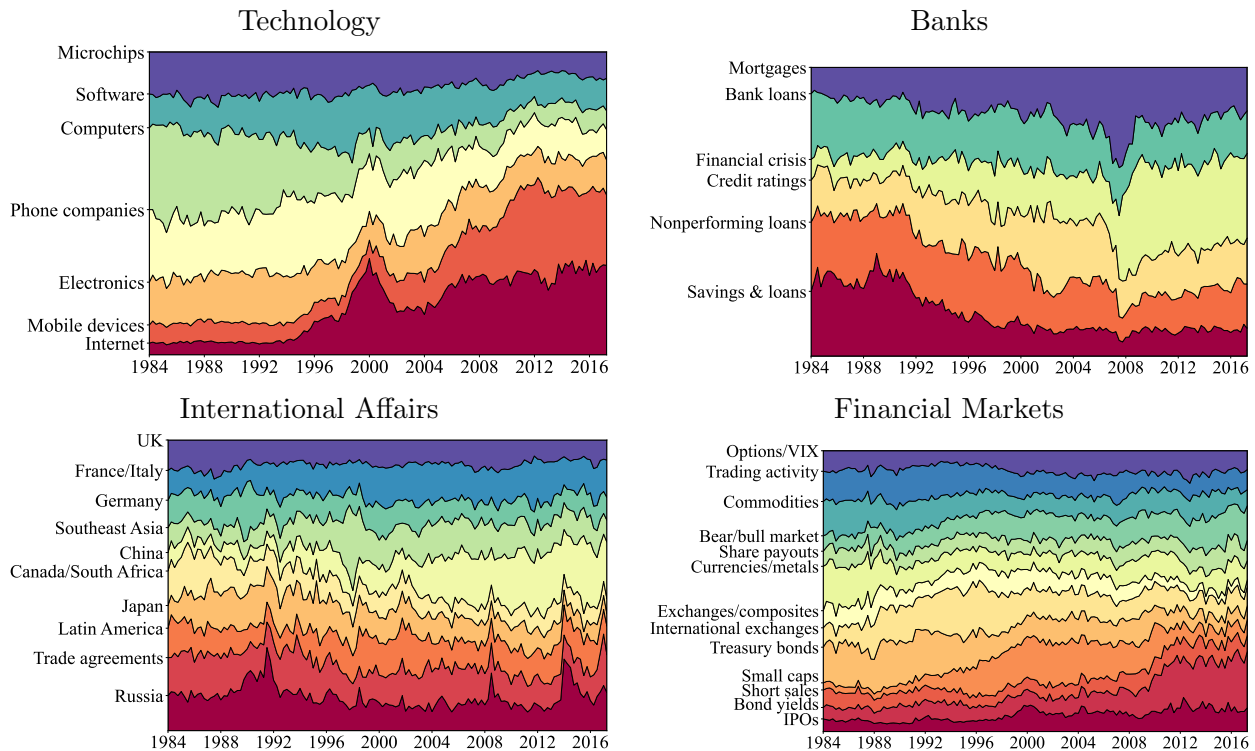 Technology
Microchips
Software
Computers
Phone companies
Electronics
Mobile devices
Internet
1984 1988 1992 1996 2000 2004 2008 2012 2016
Banks
Mortgages
Bank loans
Financial crisis
Credit ratings
Nonperforming loans
Savings & loans
1984 1988 1992 1996 2000 2004 2008 2012 2016
International Affairs
UK
France/Italy
Germany
Southeast Asia
China
Canada/South Africa
Japan
Latin America
Trade agreements
Russia
1984 1988 1992 1996 2000 2004 2008 2012 2016
Financial Markets
Options/VIX
Trading activity
Commodities
Bear/bull market
Share payouts
Currencies/metals
Exchanges/composites
International exchanges
Treasury bonds
Small caps
Short sales
Bond yields
IPOs
1984 1988 1992 1996 2000 2004 2008 2012 2016